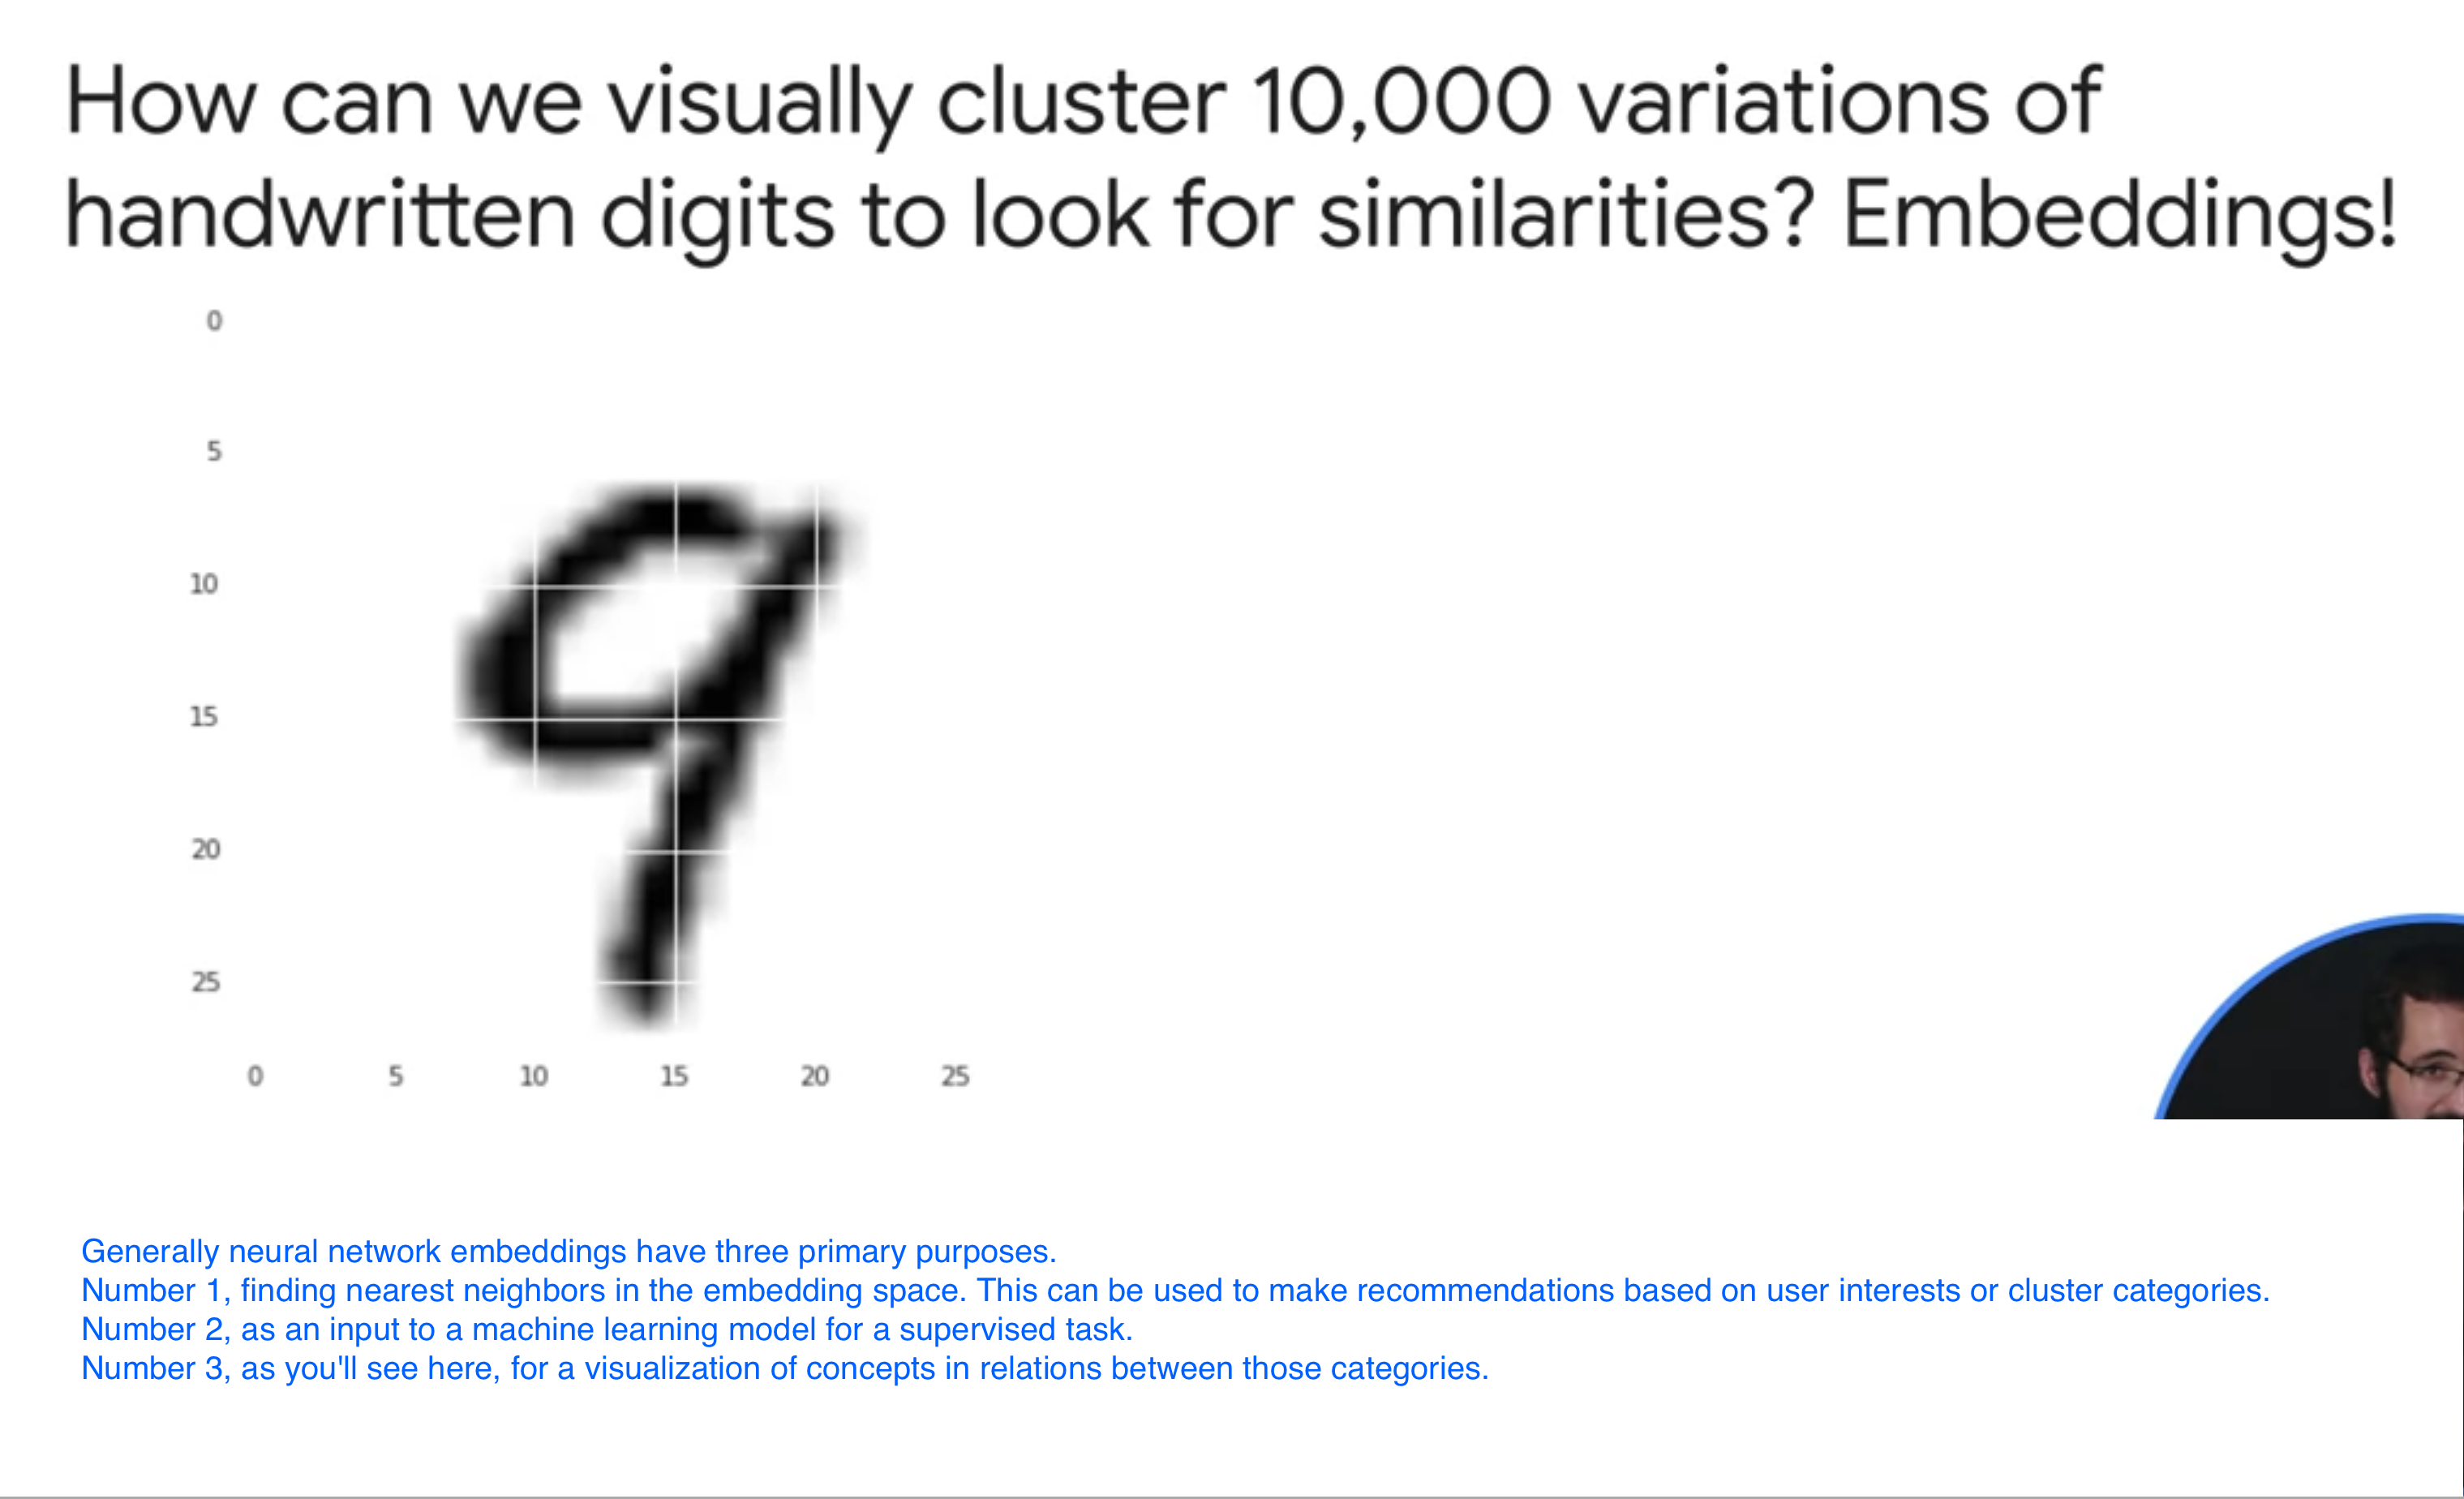 How can we visually cluster 10,000 variations of
handwritten digits to look for similarities? Embeddings!
0
5
10
15
20
25
9
0 5 10 15 20 25
Generally neural network embeddings have three primary purposes.
Number 1, finding nearest neighbors in the embedding space. This can be used to make recommendations based on user interests or cluster categories.
Number 2, as an input to a machine learning model for a supervised task.
Number 3, as you'll see here, for a visualization of concepts in relations between those categories.